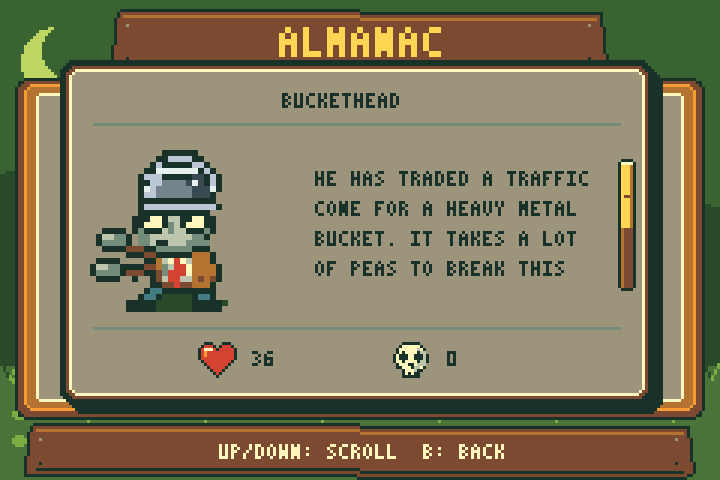 ALMANAC
BUCKETHEAD
HE HAS TRADED A TRAFFIC
CONE FOR A HEAVY METAL
BUCKET. IT TAKES A LOT
OF PEAS TO BREAK THIS
36
0
UP/DOWN: SCROLL B: BACK